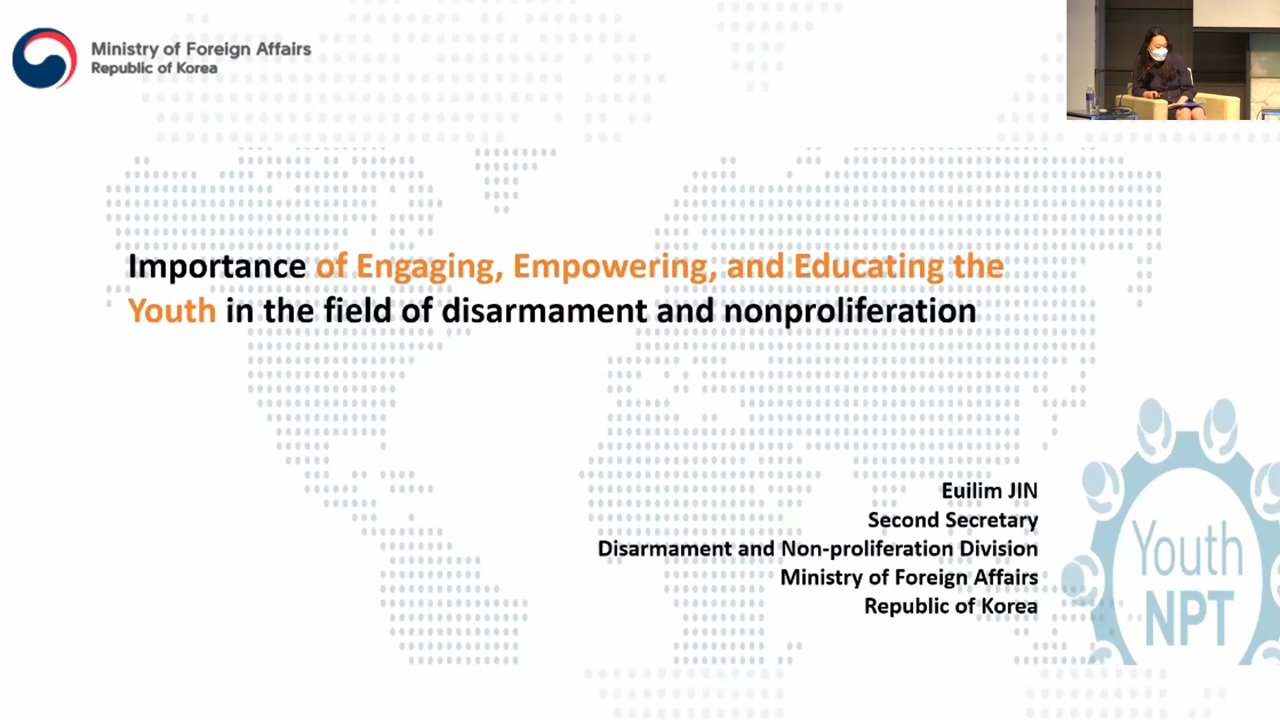 Ministry of Foreign Affairs
Republic of Korea
Importance of Engaging, Empowering, and Educating the
Youth in the field of disarmament and nonproliferation
Euilim JIN
Second Secretary
Disarmament and Non-proliferation Division
Ministry of Foreign Affairs
Republic of Korea
Youth
NPT